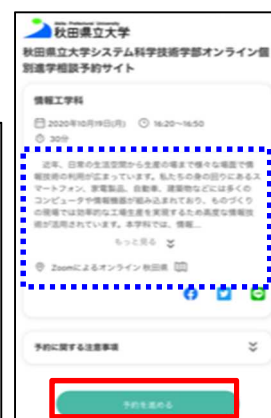 Akita Prefectural University
秋田県立大学
秋田県立大学システム科学技術学部オンライン個
別進学相談予約サイト
情報工学科
2020年10月19日(月) 16:20～16:50
30分
近年、日常の生活空間から生産の場まで様々な場面で情
報技術の利用が広まっています。私たちの身の回りにあるス
マートフォン、家電製品、自動車、建築物などには多くの
コンピュータや情報機器が組み込まれており、ものづくり
の現場では効率的な工場生産を実現するため高度な情報技
術が活用されています。本学科では、情報...
もっと見る
Zoomによるオンライン 秋田県
予約に関する注意事項
予約を進める